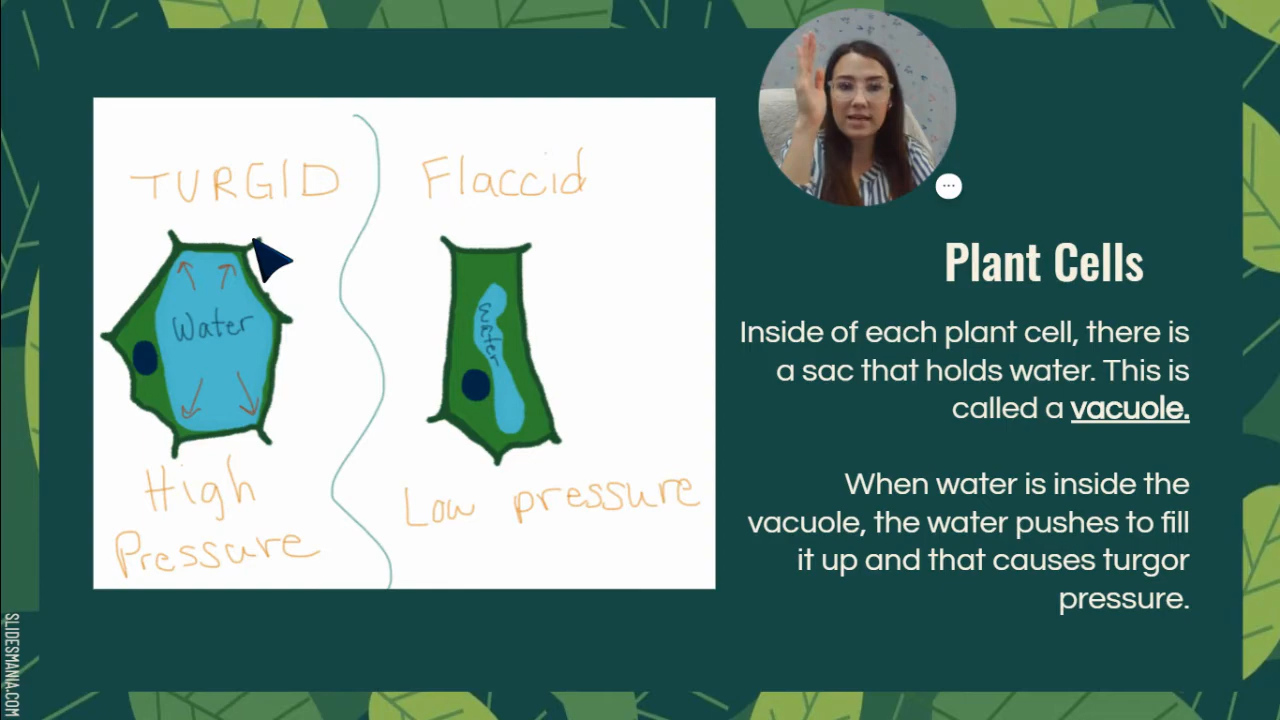 TURGID
Flaccid
Water
Water
High
Pressure
Low pressure
Plant Cells
Inside of each plant cell, there is
a sac that holds water. This is
called a vacuole.
When water is inside the
vacuole, the water pushes to fill
it up and that causes turgor
pressure.
SLIDESMANIA.COM